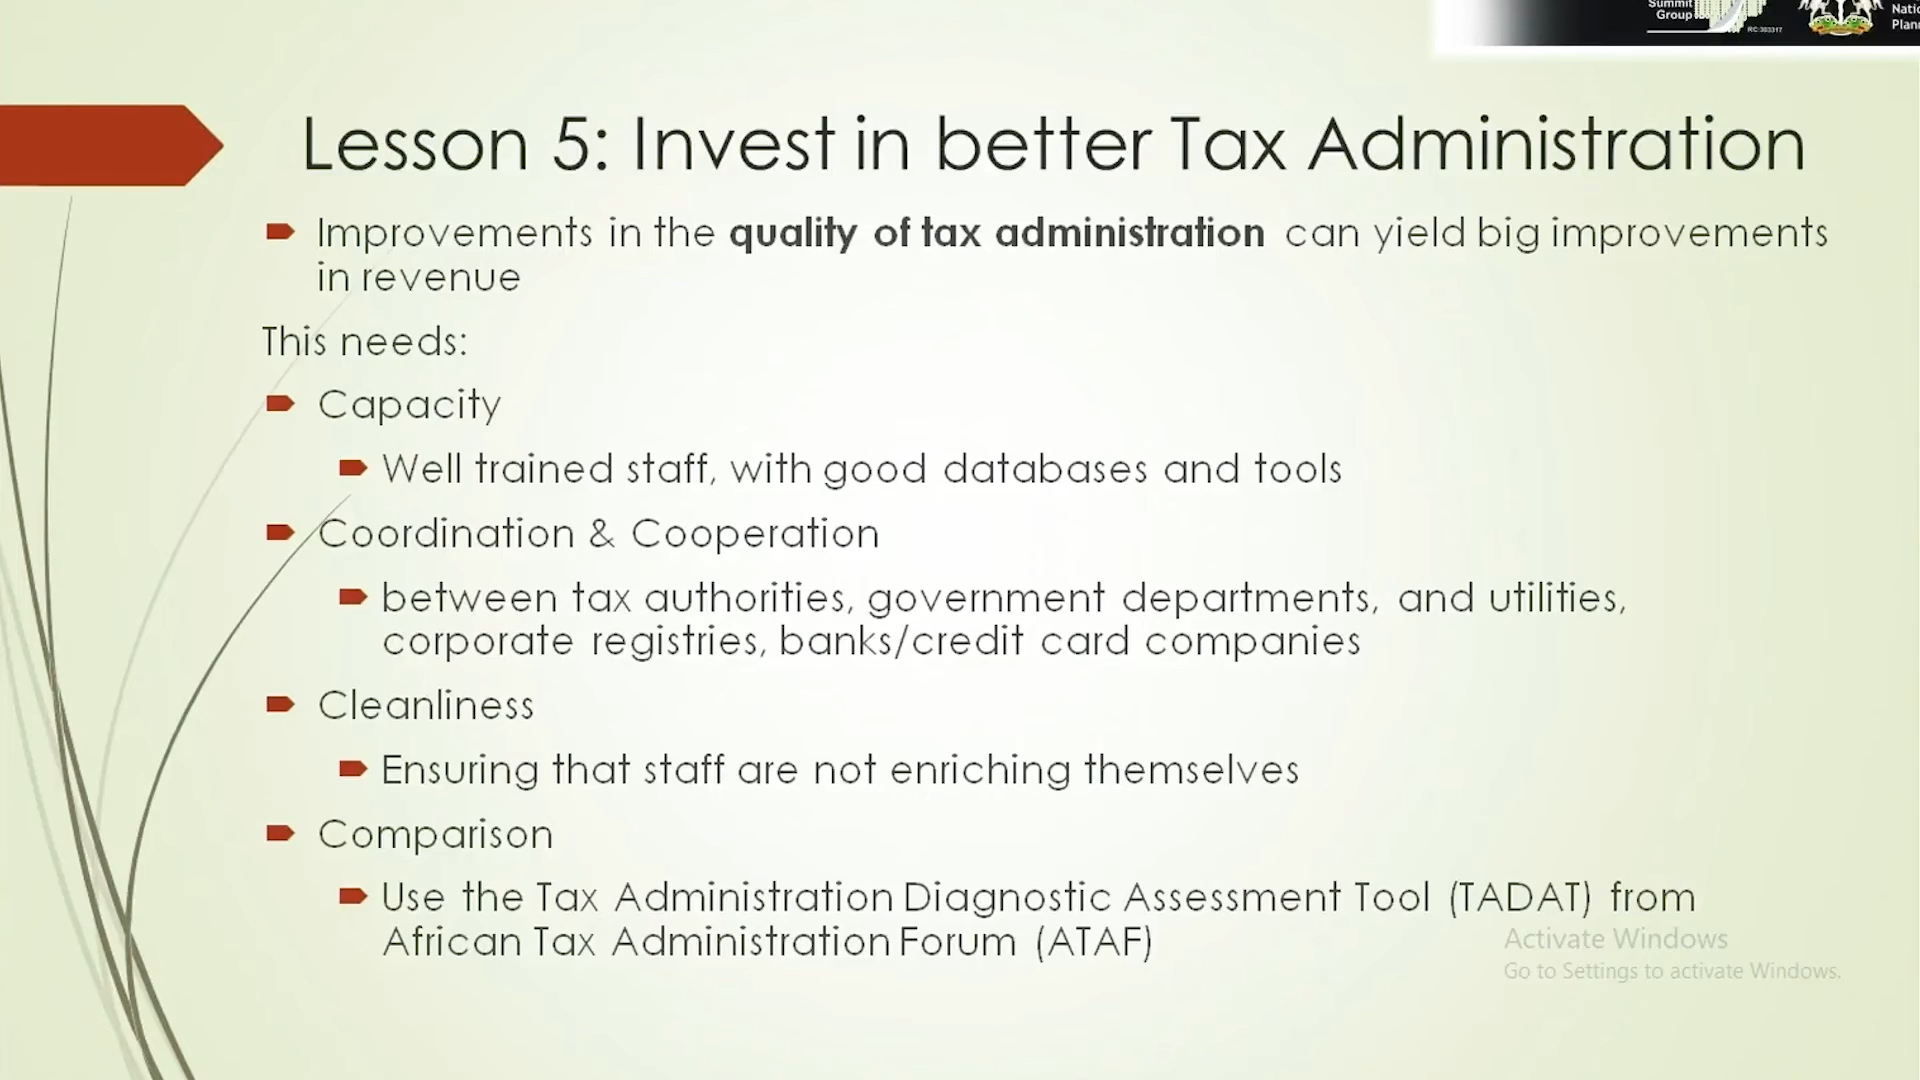 Summit
Group
RC:303317
Natio
Plann
Lesson 5: Invest in better Tax Administration
Improvements in the quality of tax administration can yield big improvements
in revenue
This needs:
Capacity
Well trained staff, with good databases and tools
Coordination & Cooperation
between tax authorities, government departments, and utilities,
corporate registries, banks/credit card companies
Cleanliness
Ensuring that staff are not enriching themselves
Comparison
Use the Tax Administration Diagnostic Assessment Tool (TADAT) from
African Tax Administration Forum (ATAF)
Activate Windows
Go to Settings to activate Windows.